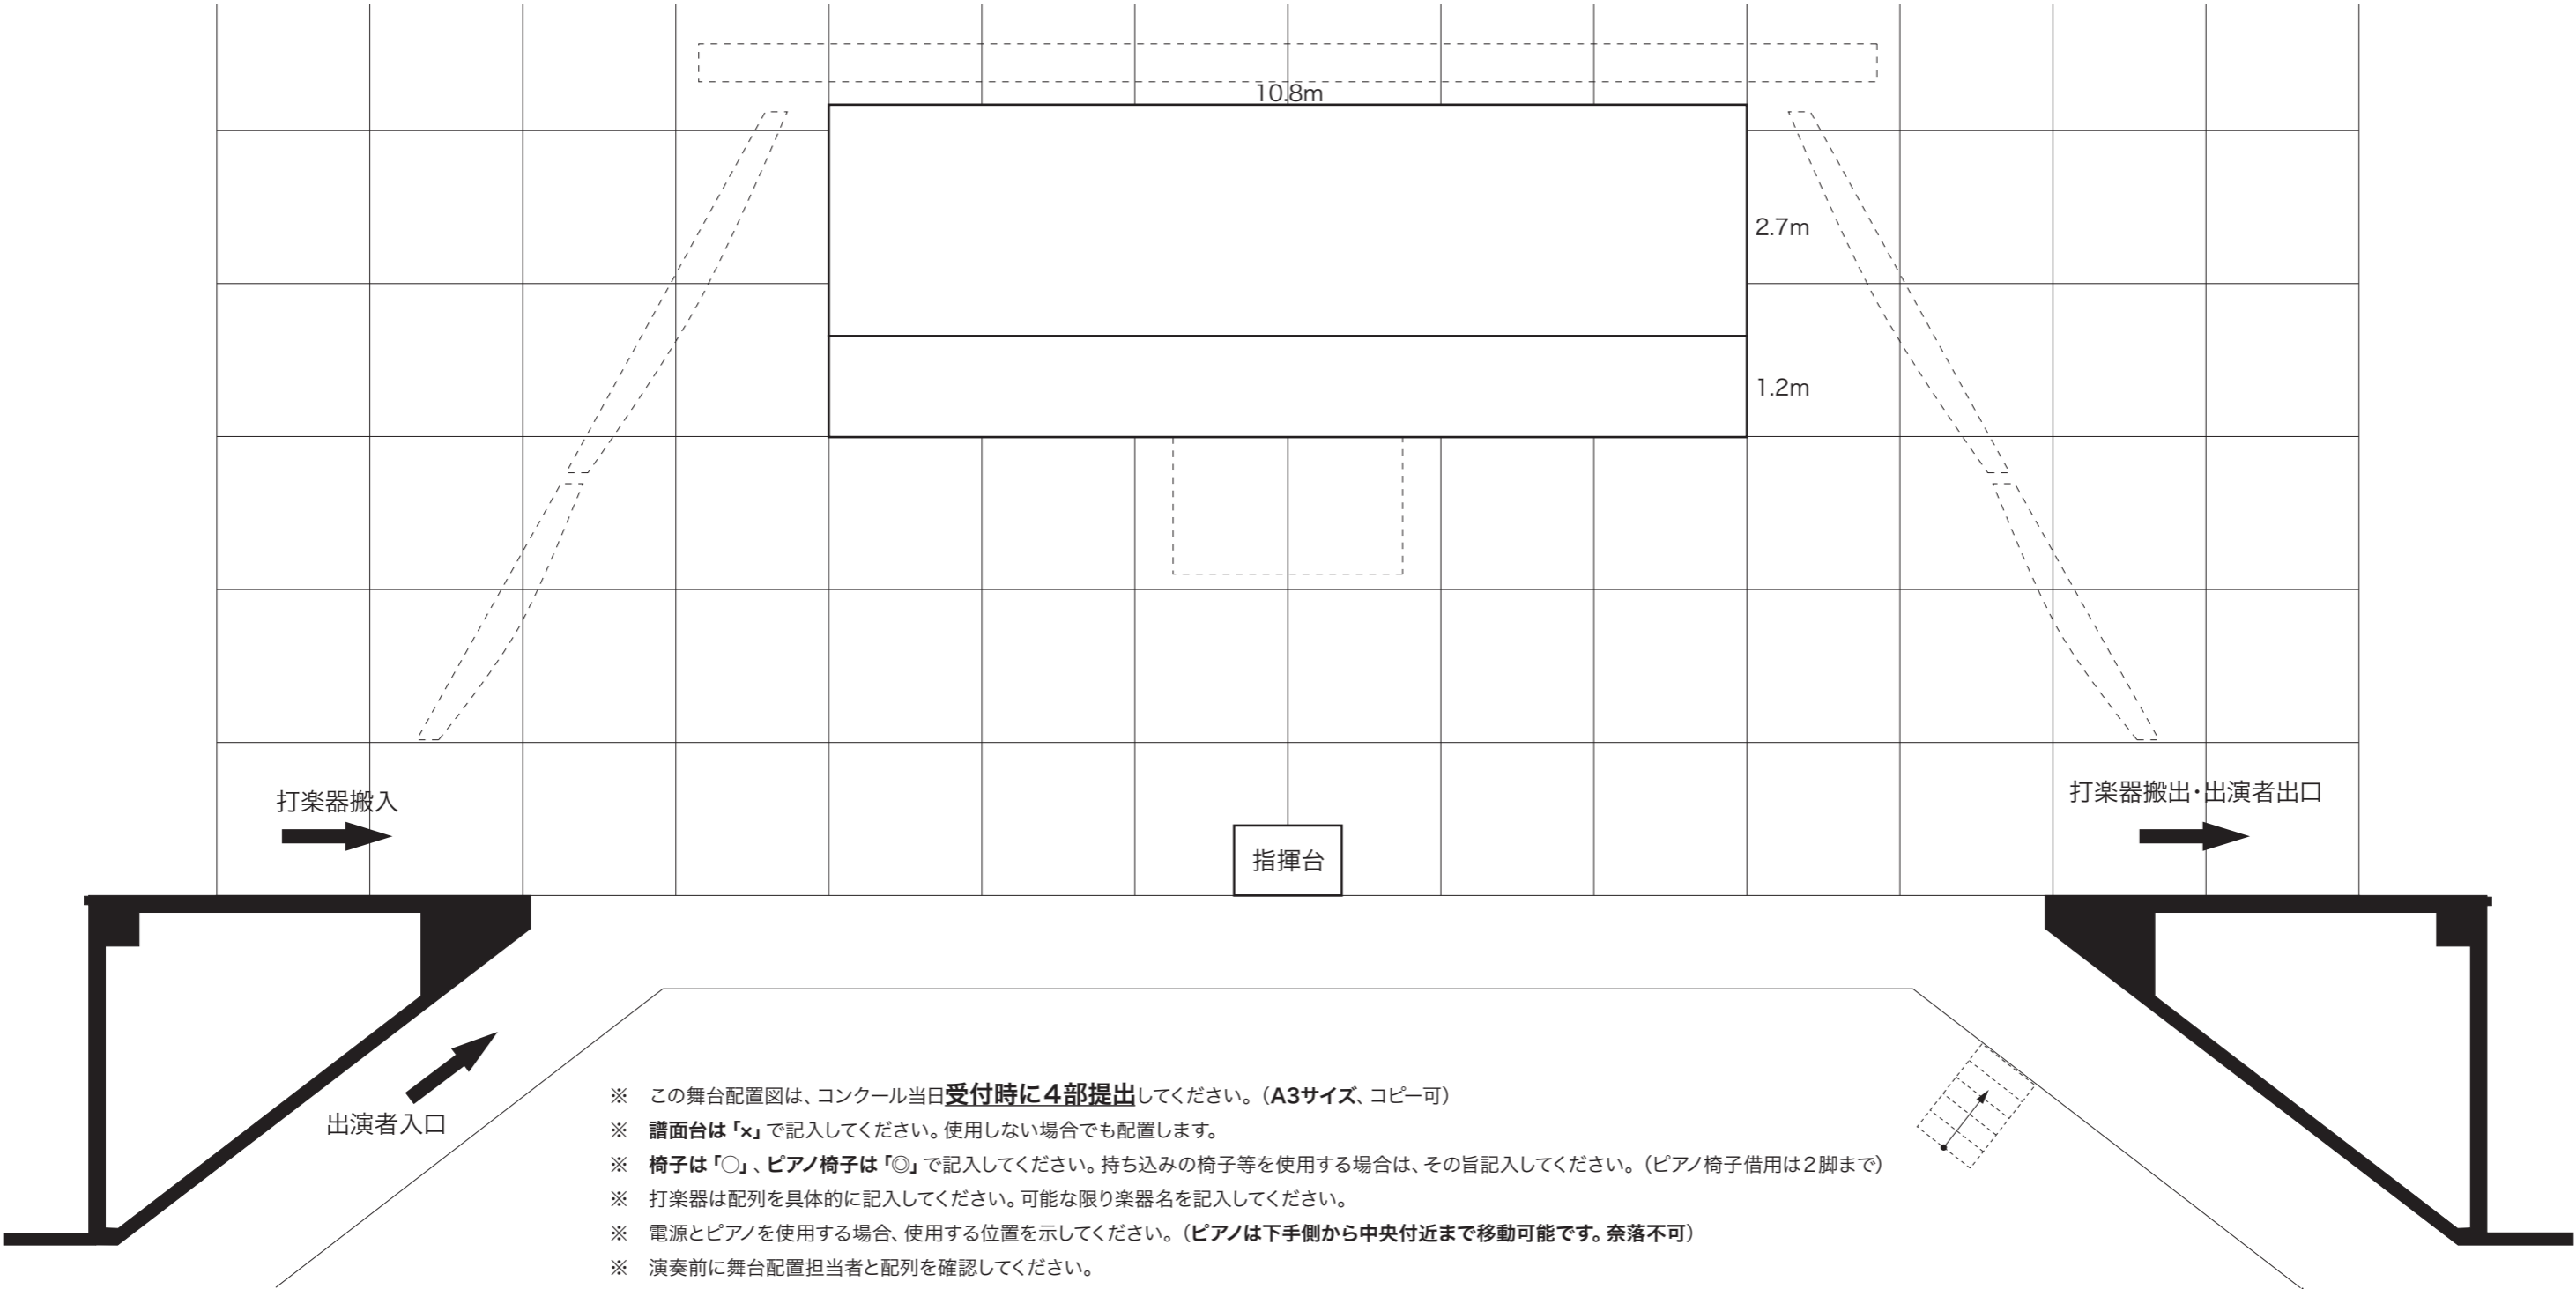 10.8m
2.7m
1.2m
打楽器搬入
打楽器搬出・出演者出口
指揮台
出演者入口
※ この舞台配置図は、コンクール当日受付時に4部提出してください。（A3サイズ、コピー可）
※ 譜面台は「×」で記入してください。使用しない場合でも配置します。
※ 椅子は「○」、ピアノ椅子は「◎」で記入してください。持ち込みの椅子等を使用する場合は、その旨記入してください。（ピアノ椅子借用は2脚まで）
※ 打楽器は配列を具体的に記入してください。可能な限り楽器名を記入してください。
※ 電源とピアノを使用する場合、使用する位置を示してください。（ピアノは下手側から中央付近まで移動可能です。奈落不可）
※ 演奏前に舞台配置担当者と配列を確認してください。